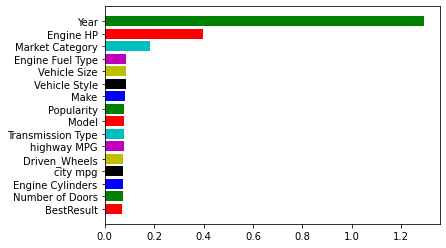 Year
Engine HP
Market Category
Engine Fuel Type
Vehicle Size
Vehicle Style
Make
Popularity
Model
Transmission Type
highway MPG
Driven_Wheels
city mpg
Engine Cylinders
Number of Doors
BestResult
0.0 0.2 0.4 0.6 0.8 1.0 1.2